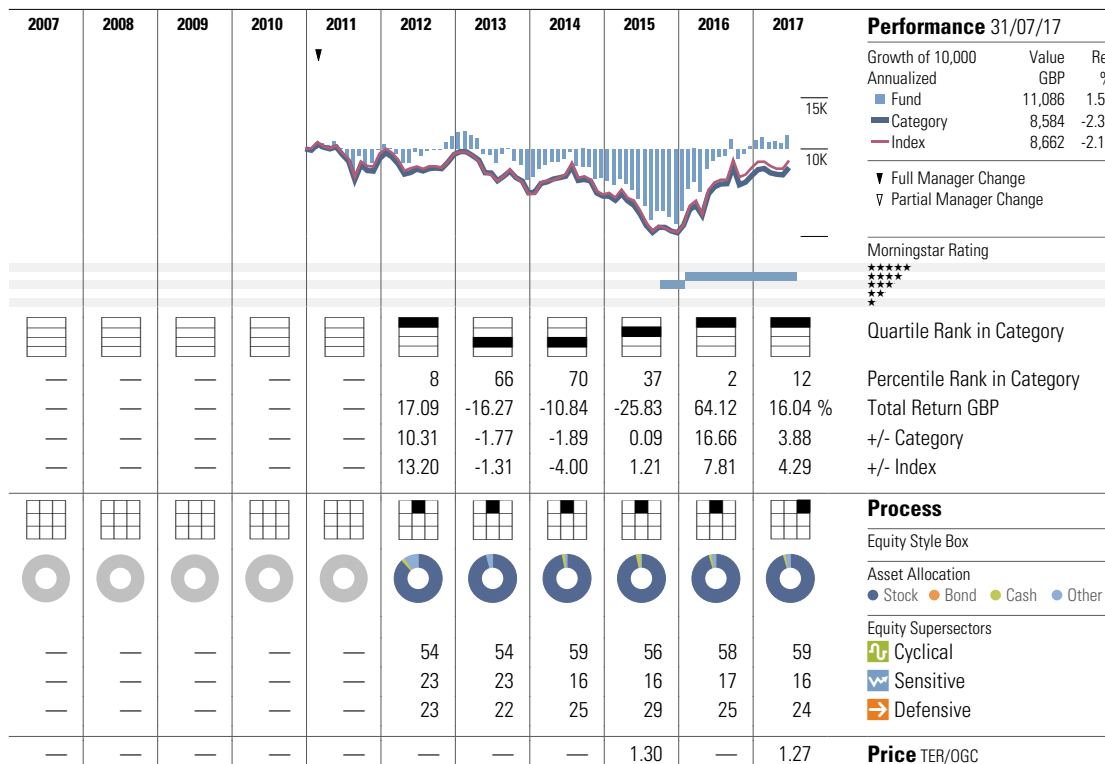 2007 2008 2009 2010 2011 2012 2013 2014 2015 2016 2017 Performance 31/07/17
Growth of 10,000 Value Re
Annualized GBP %
Fund 11,086 1.5
Category 8,584 -2.3
Index 8,662 -2.1
15K
10K
Full Manager Change
Partial Manager Change
Morningstar Rating
★★★★★
★★★★
★★★
★★
★
Quartile Rank in Category
— — — — — 8 66 70 37 2 12 Percentile Rank in Category
— — — — — 17.09 -16.27 -10.84 -25.83 64.12 16.04 % Total Return GBP
— — — — — 10.31 -1.77 -1.89 0.09 16.66 3.88 +/- Category
— — — — — 13.20 -1.31 -4.00 1.21 7.81 4.29 +/- Index
Process
Equity Style Box
Asset Allocation
Stock Bond Cash Other
Equity Supersectors
— — — — — 54 54 59 56 58 59 Cyclical
— — — — — 23 23 16 16 17 16 Sensitive
— — — — — 23 22 25 29 25 24 Defensive
— — — — — — — — 1.30 — 1.27 Price TER/OGC